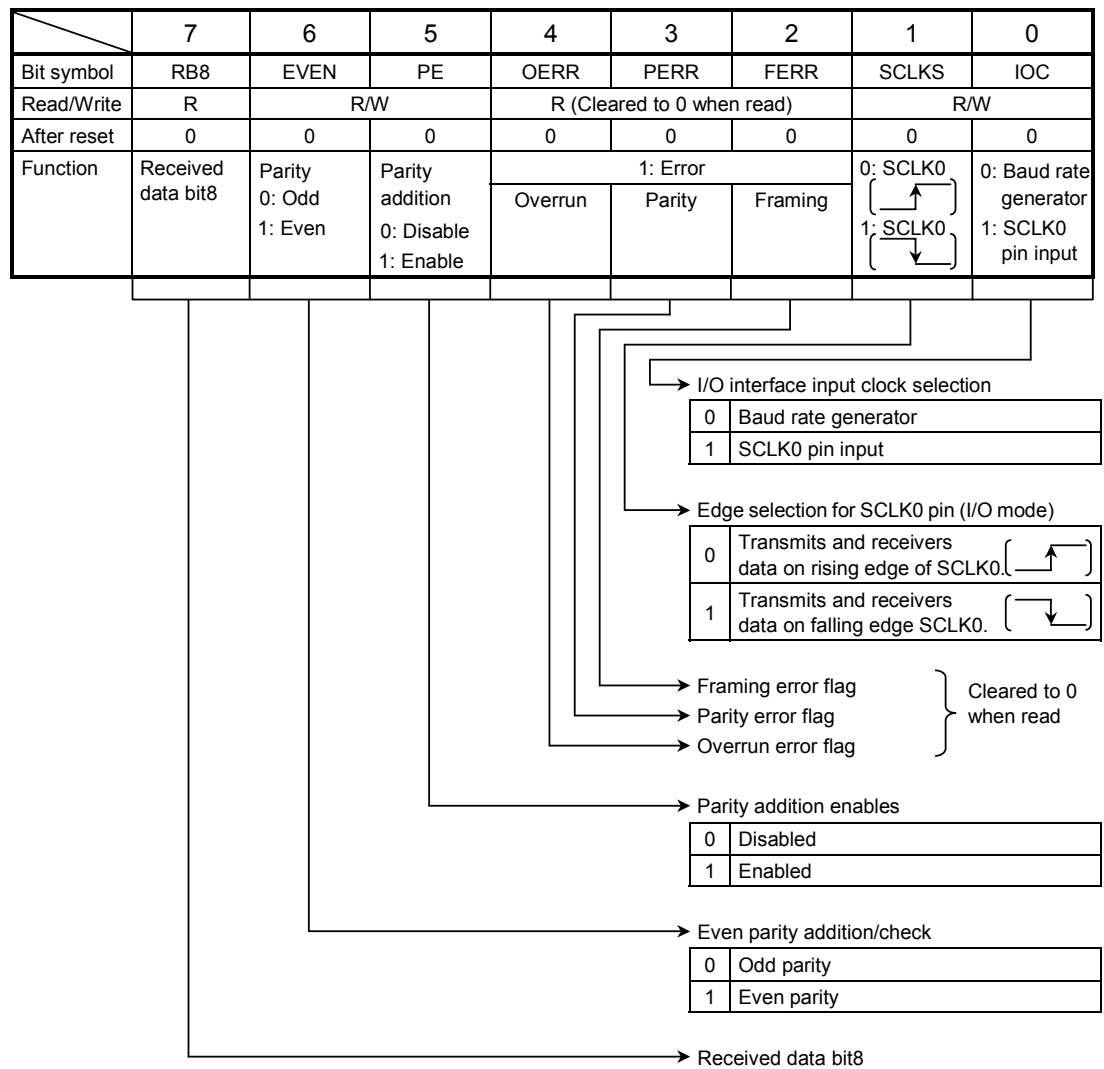 7 6 5 4 3 2 1 0
Bit symbol RB8 EVEN PE OERR PERR FERR SCLKS IOC
Read/Write R R/W R (Cleared to 0 when read) R/W
After reset 0 0 0 0 0 0 0 0
Function
Received
data bit8
Parity
0: Odd
1: Even
Parity
addition
0: Disable
1: Enable
1: Error
Overrun Parity Framing
0: SCLK0
1: SCLK0
0: Baud rate
generator
1: SCLK0
pin input
I/O interface input clock selection
0 Baud rate generator
1 SCLK0 pin input
Edge selection for SCLK0 pin (I/O mode)
0 Transmits and receivers
data on rising edge of SCLK0.
1 Transmits and receivers
data on falling edge SCLK0.
Framing error flag
Parity error flag
Overrun error flag
Cleared to 0
when read
Parity addition enables
0 Disabled
1 Enabled
Even parity addition/check
0 Odd parity
1 Even parity
Received data bit8